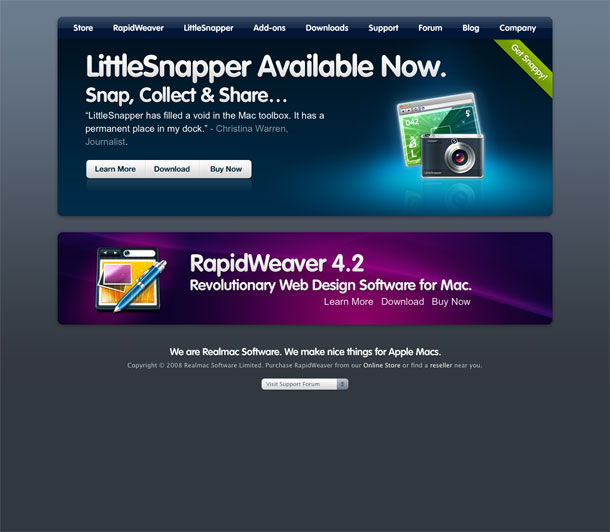 Store RapidWeaver LittleSnapper Add-ons Downloads Support Forum Blog Company
Get Snappy!
LittleSnapper Available Now.
Snap, Collect & Share...
“LittleSnapper has filled a void in the Mac toolbox. It has a
permanent place in my dock.” - Christina Warren,
Journalist.
Learn More Download Buy Now
RapidWeaver 4.2
Revolutionary Web Design Software for Mac.
Learn More Download Buy Now
We are Realmac Software. We make nice things for Apple Macs.
Copyright © 2008 Realmac Software Limited. Purchase RapidWeaver from our Online Store or find a reseller near you.
Visit Support Forum